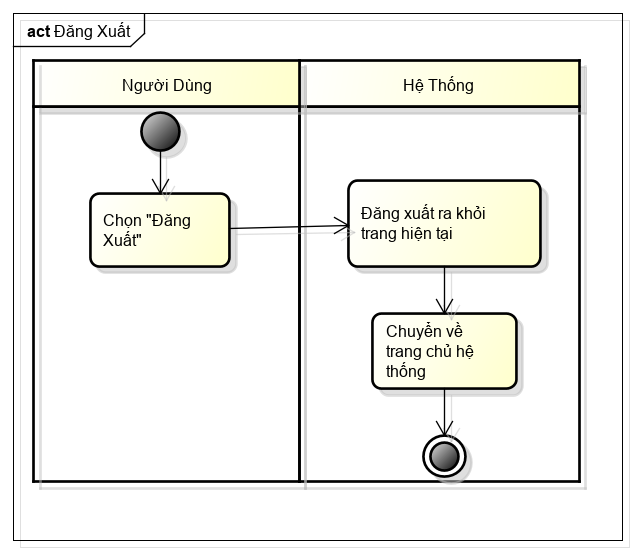 act Đăng Xuất
Người Dùng
Hệ Thống
Chọn "Đăng
Xuất"
Đăng xuất ra khỏi
trang hiện tại
Chuyển về
trang chủ hệ
thống